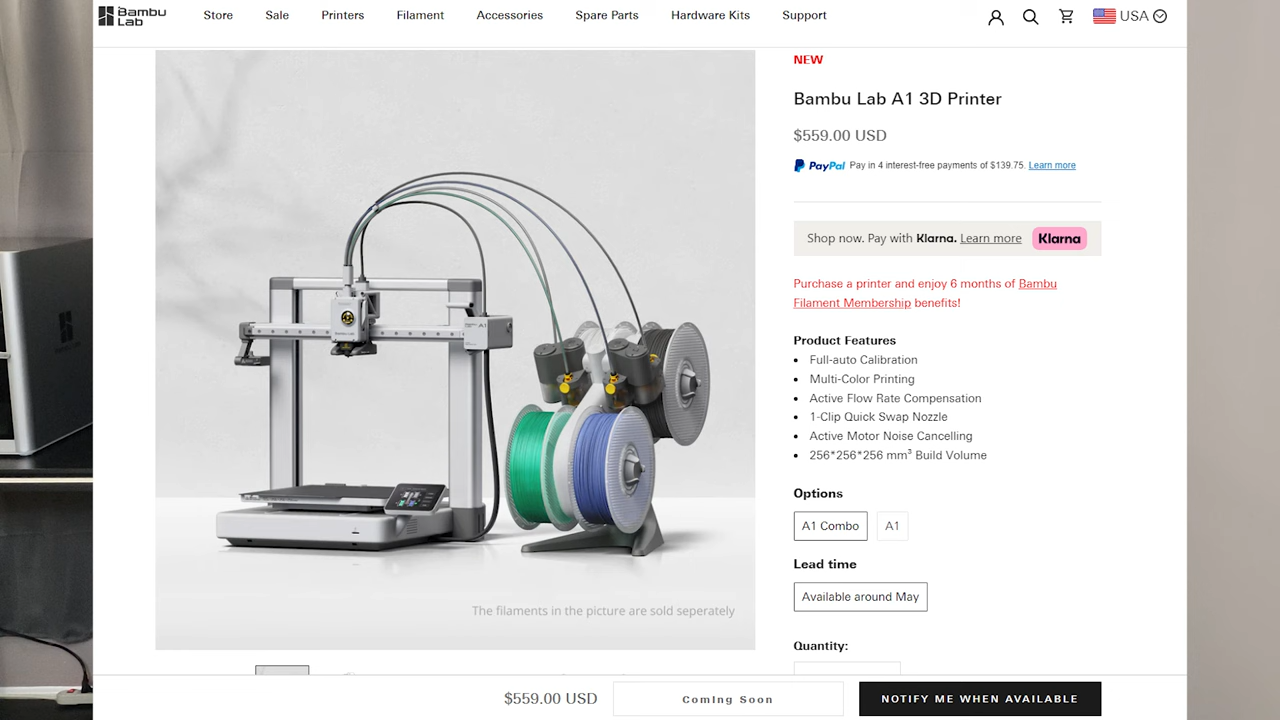 Bambu
Lab
Store
Sale
Printers
Filament
Accessories
Spare Parts
Hardware Kits
Support
USA
NEW
Bambu Lab A1 3D Printer
$559.00 USD
PayPal Pay in 4 interest-free payments of $139.75. Learn more
Shop now. Pay with Klarna. Learn more Klarna
Purchase a printer and enjoy 6 months of Bambu
Filament Membership benefits!
Product Features
• Full-auto Calibration
• Multi-Color Printing
• Active Flow Rate Compensation
• 1-Clip Quick Swap Nozzle
• Active Motor Noise Cancelling
• 256*256*256 mm³ Build Volume
Options
A1 Combo
A1
Lead time
Available around May
Quantity:
A1
The filaments in the picture are sold seperately
$559.00 USD
Coming Soon
NOTIFY ME WHEN AVAILABLE